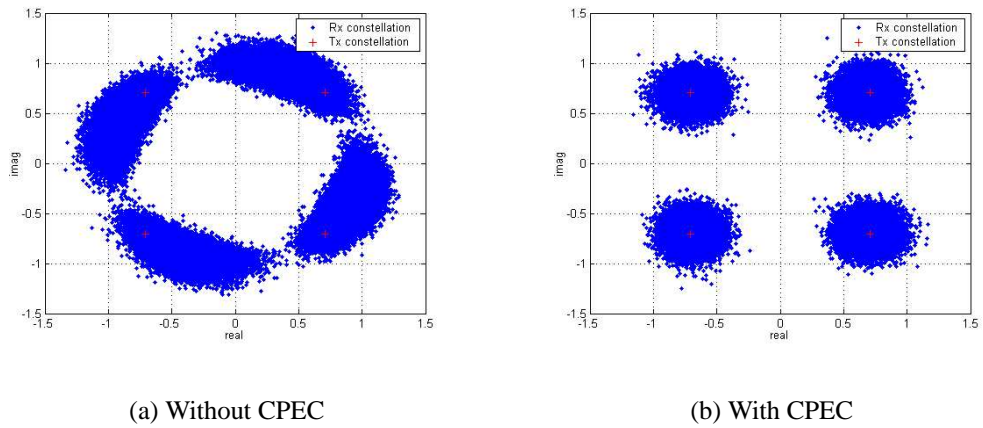 1.5
1
0.5
0
-0.5
-1
-1.5
imag
-1.5 -1 -0.5 0 0.5 1 1.5
real
Rx constellation
Tx constellation
1.5
1
0.5
0
-0.5
-1
-1.5
imag
-1.5 -1 -0.5 0 0.5 1 1.5
real
Rx constellation
Tx constellation
(a) Without CPEC
(b) With CPEC